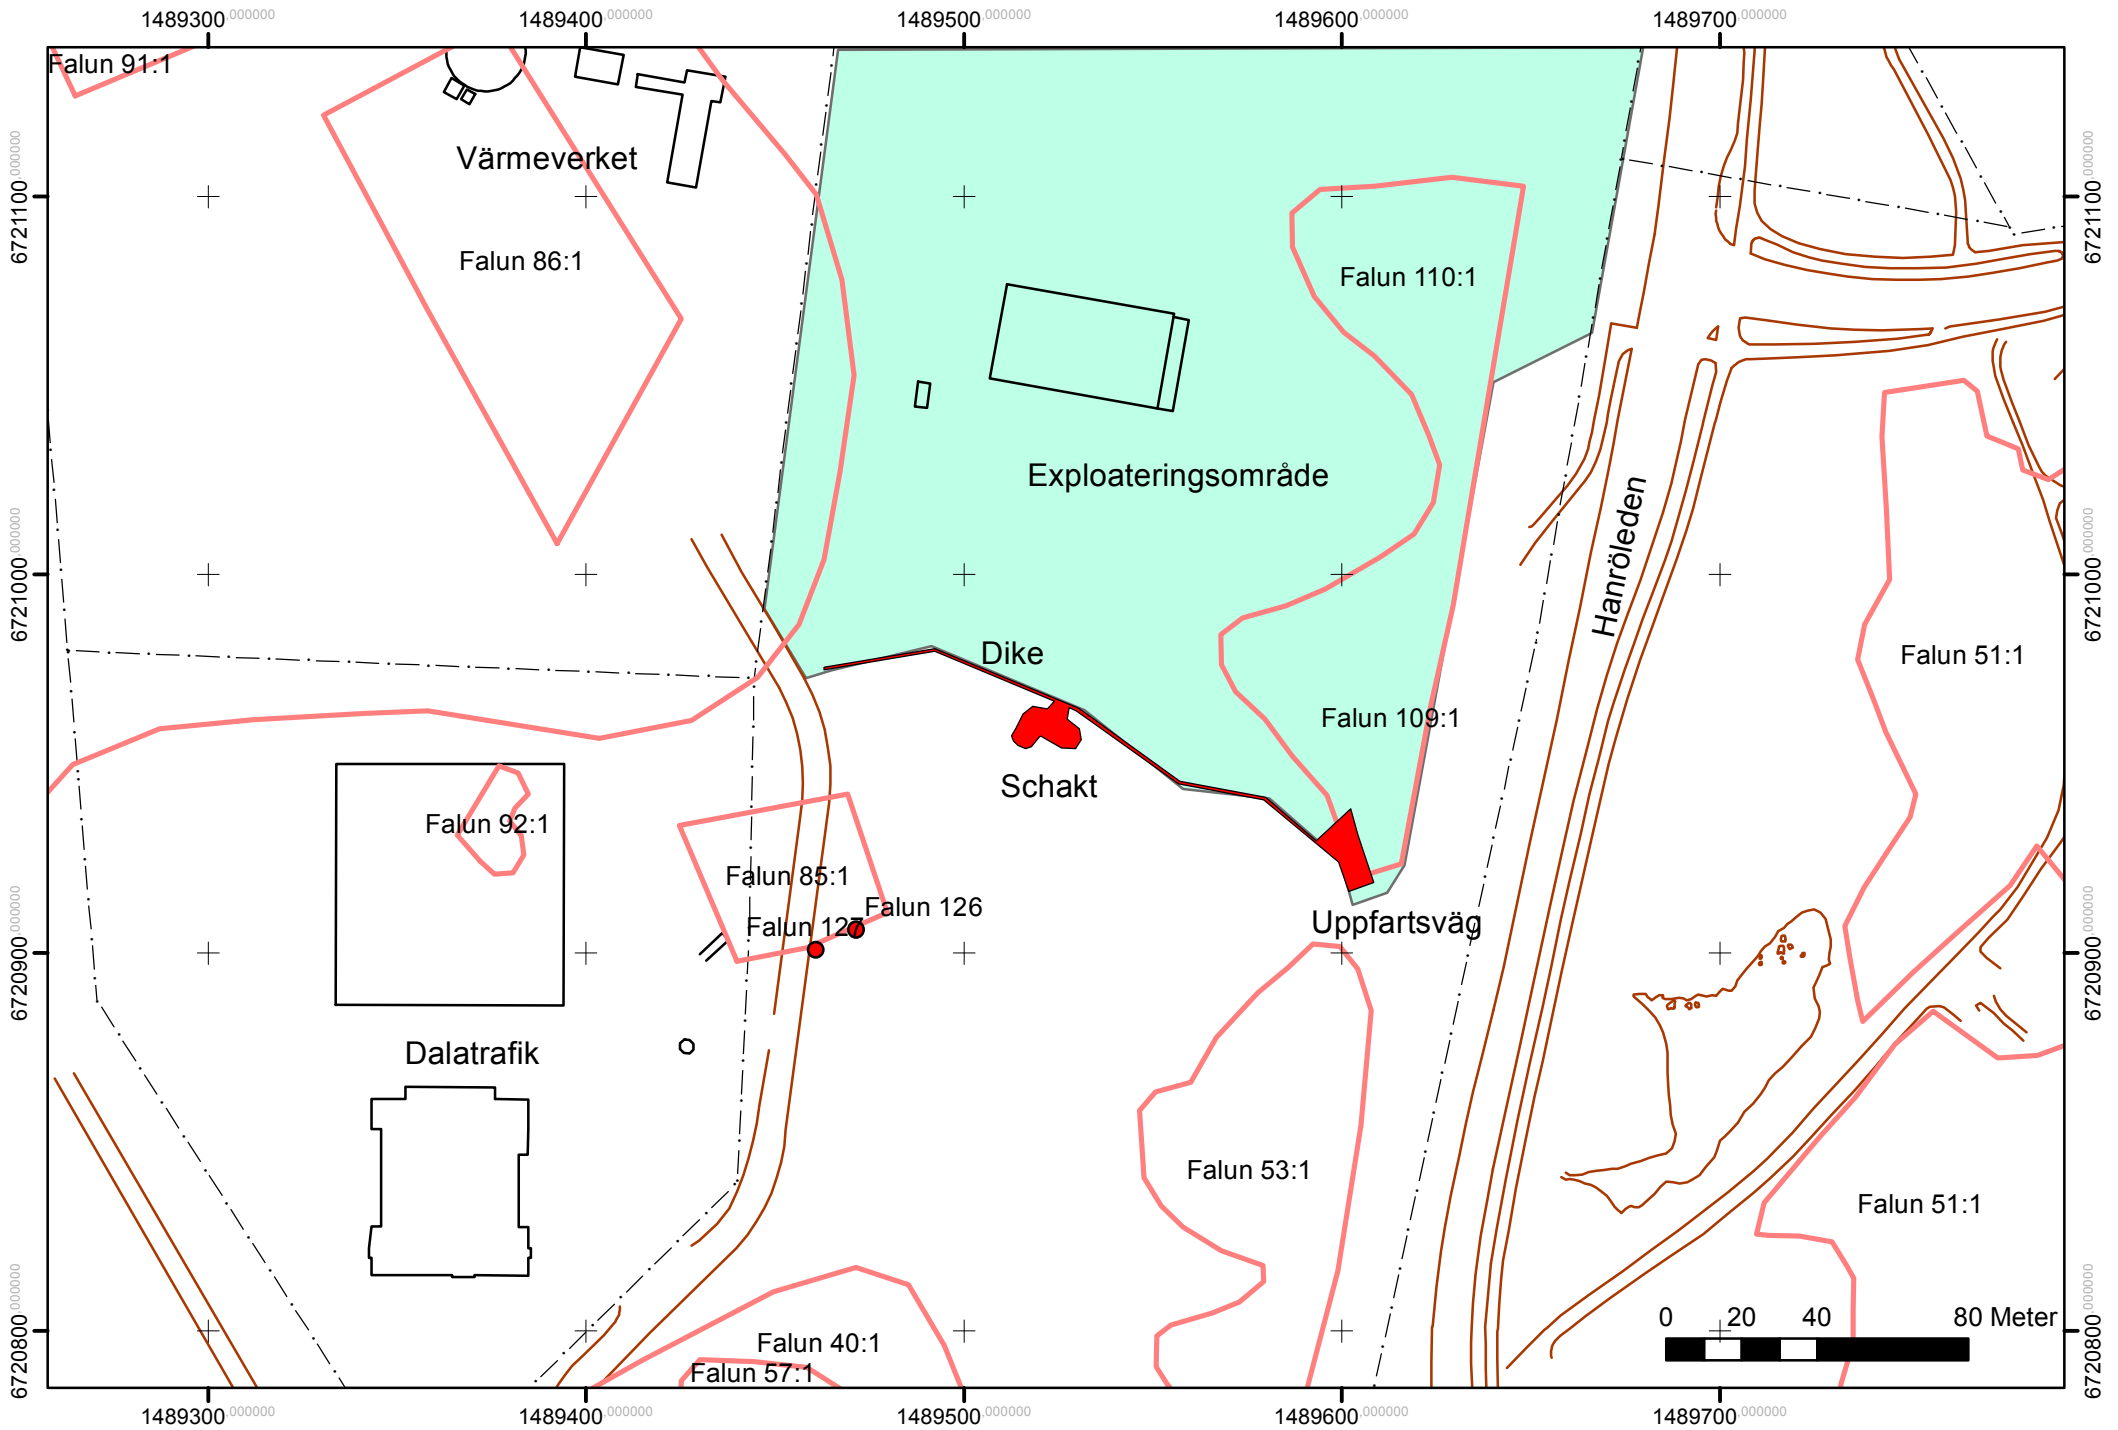 1489300,000000 1489400,000000 1489500,000000 1489600,000000 1489700,000000
Falun 91:1
Värmeverket
6721100,000000
6721100,000000
Falun 86:1
Falun 110:1
Exploateringsområde
Hanröleden
6721000,000000
6721000,000000
Dike
Falun 51:1
Falun 109:1
Schakt
Falun 92:1
Falun 85:1
Falun 126
Falun 127
Uppfartsväg
6720900,000000
6720900,000000
Dalatrafik
Falun 53:1
Falun 51:1
0 20 40 80 Meter
6720800,000000
6720800,000000
Falun 40:1
Falun 57:1
1489300,000000 1489400,000000 1489500,000000 1489600,000000 1489700,000000